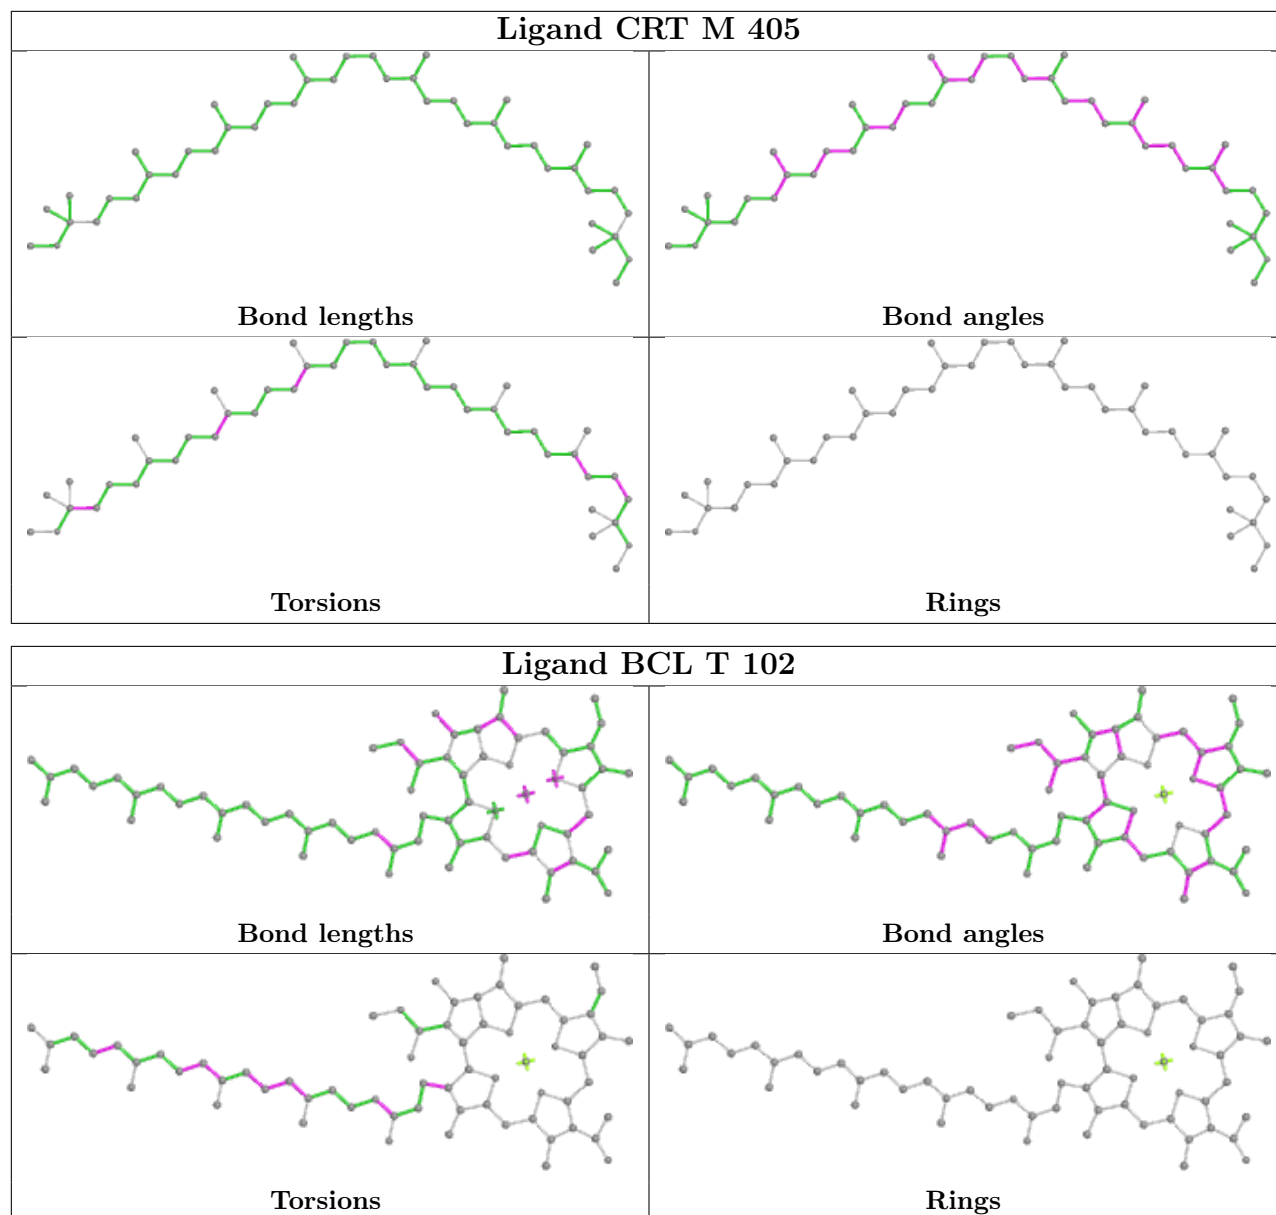 Ligand CRT M 405
Bond lengths
Bond angles
Torsions
Rings
Ligand BCL T 102
Bond lengths
Bond angles
Torsions
Rings